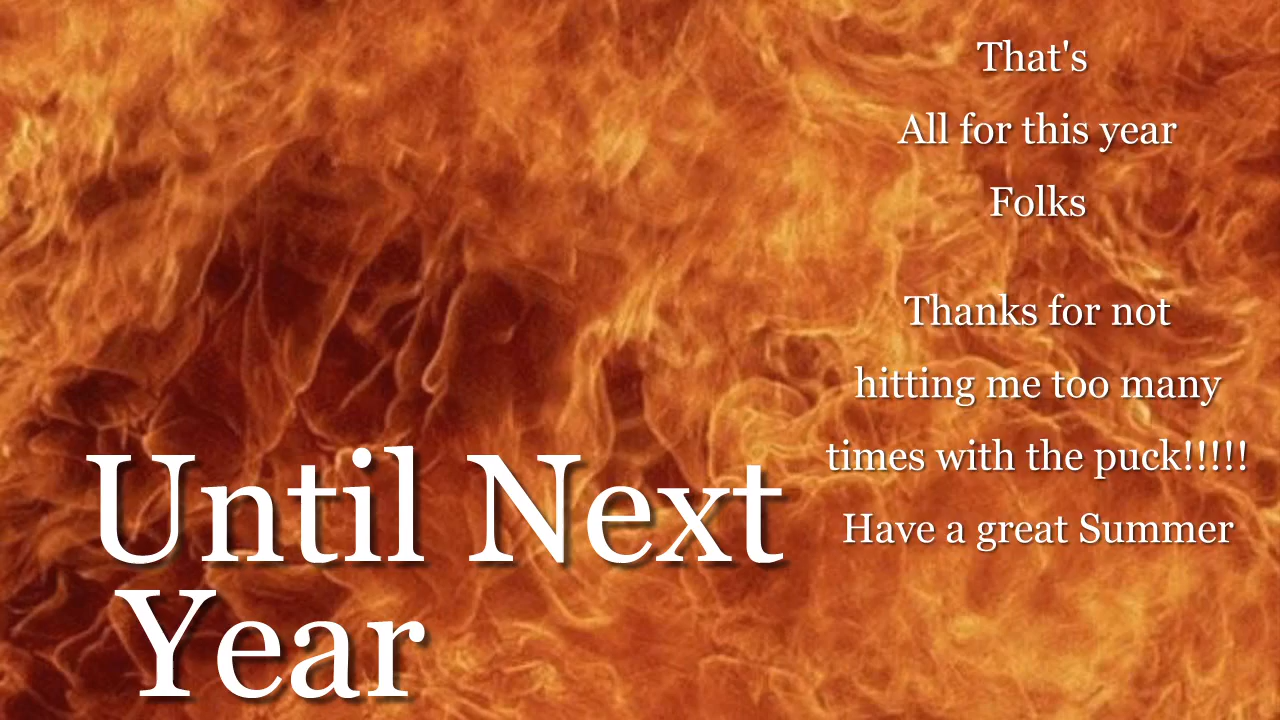 That's
All for this year
Folks
Thanks for not
hitting me too many
times with the puck!!!!!
Have a great Summer
Until Next
Year